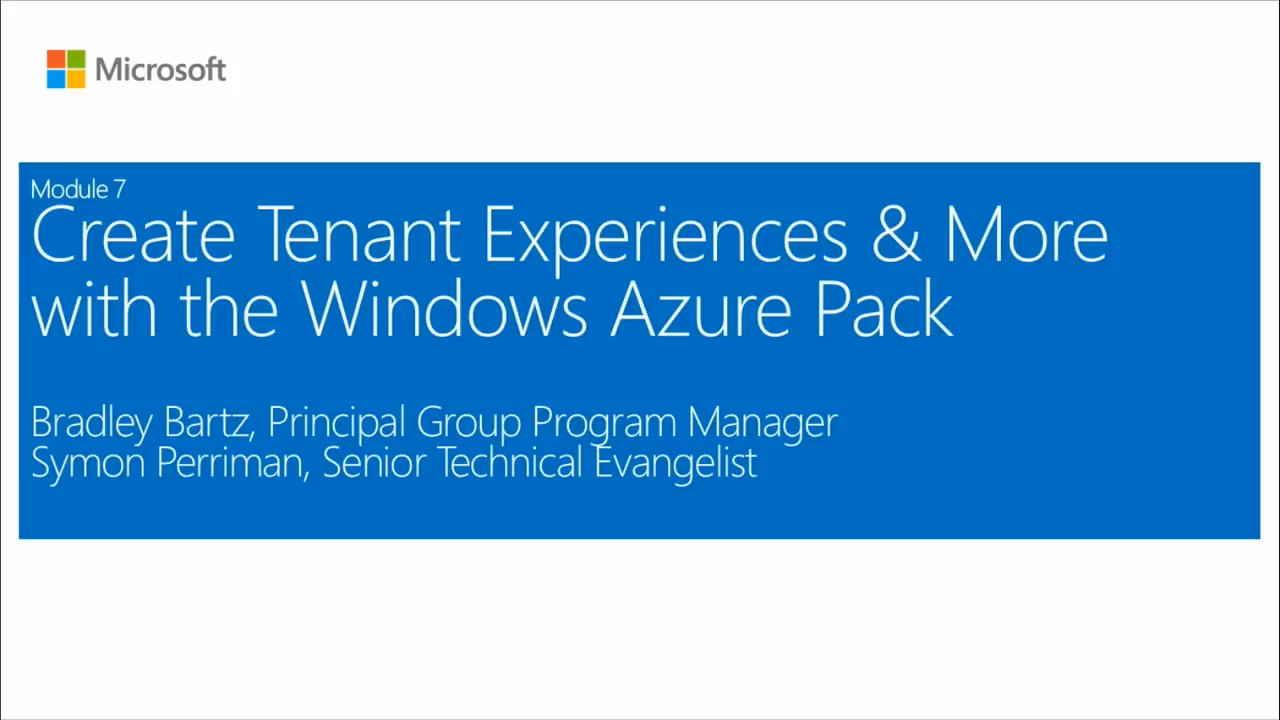 Microsoft
Module 7
Create Tenant Experiences & More
with the Windows Azure Pack
Bradley Bartz, Principal Group Program Manager
Symon Perriman, Senior Technical Evangelist